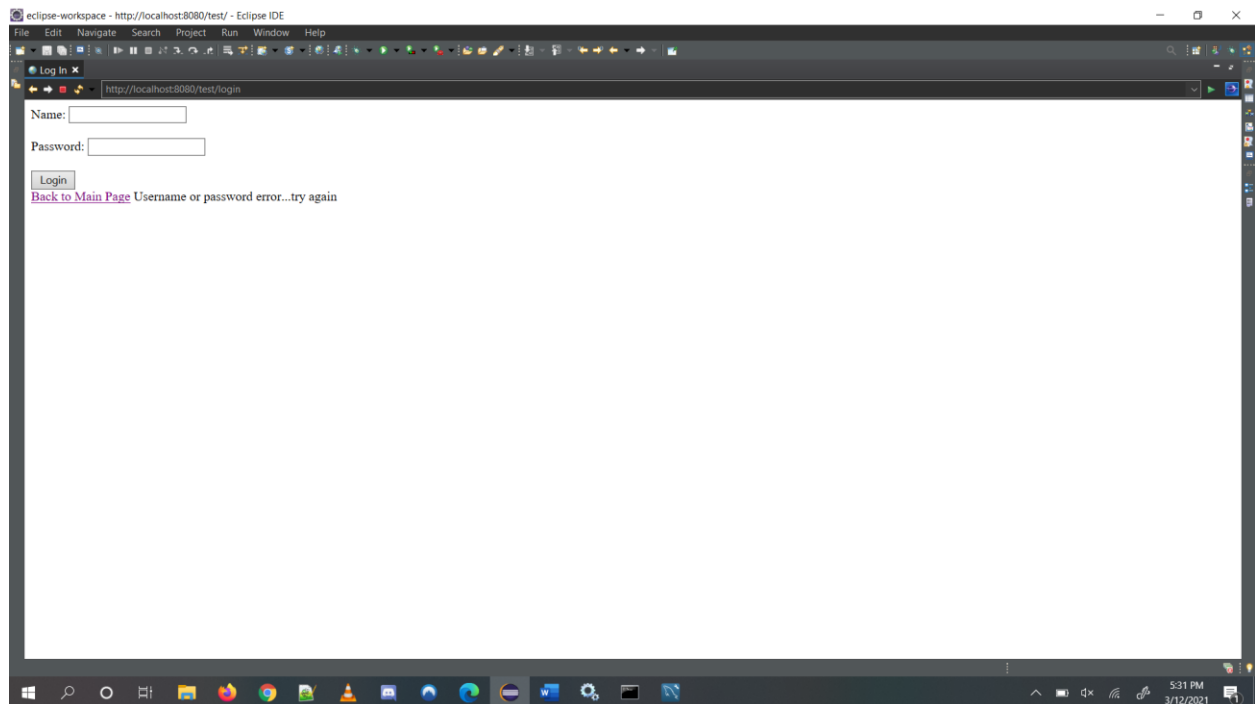 eclipse-workspace - http://localhost:8080/test/ - Eclipse IDE
File Edit Navigate Search Project Run Window Help
Log In
http://localhost:8080/test/login
Name:
Password:
Login
Back to Main Page Username or password error...try again
5:31 PM
3/12/2021